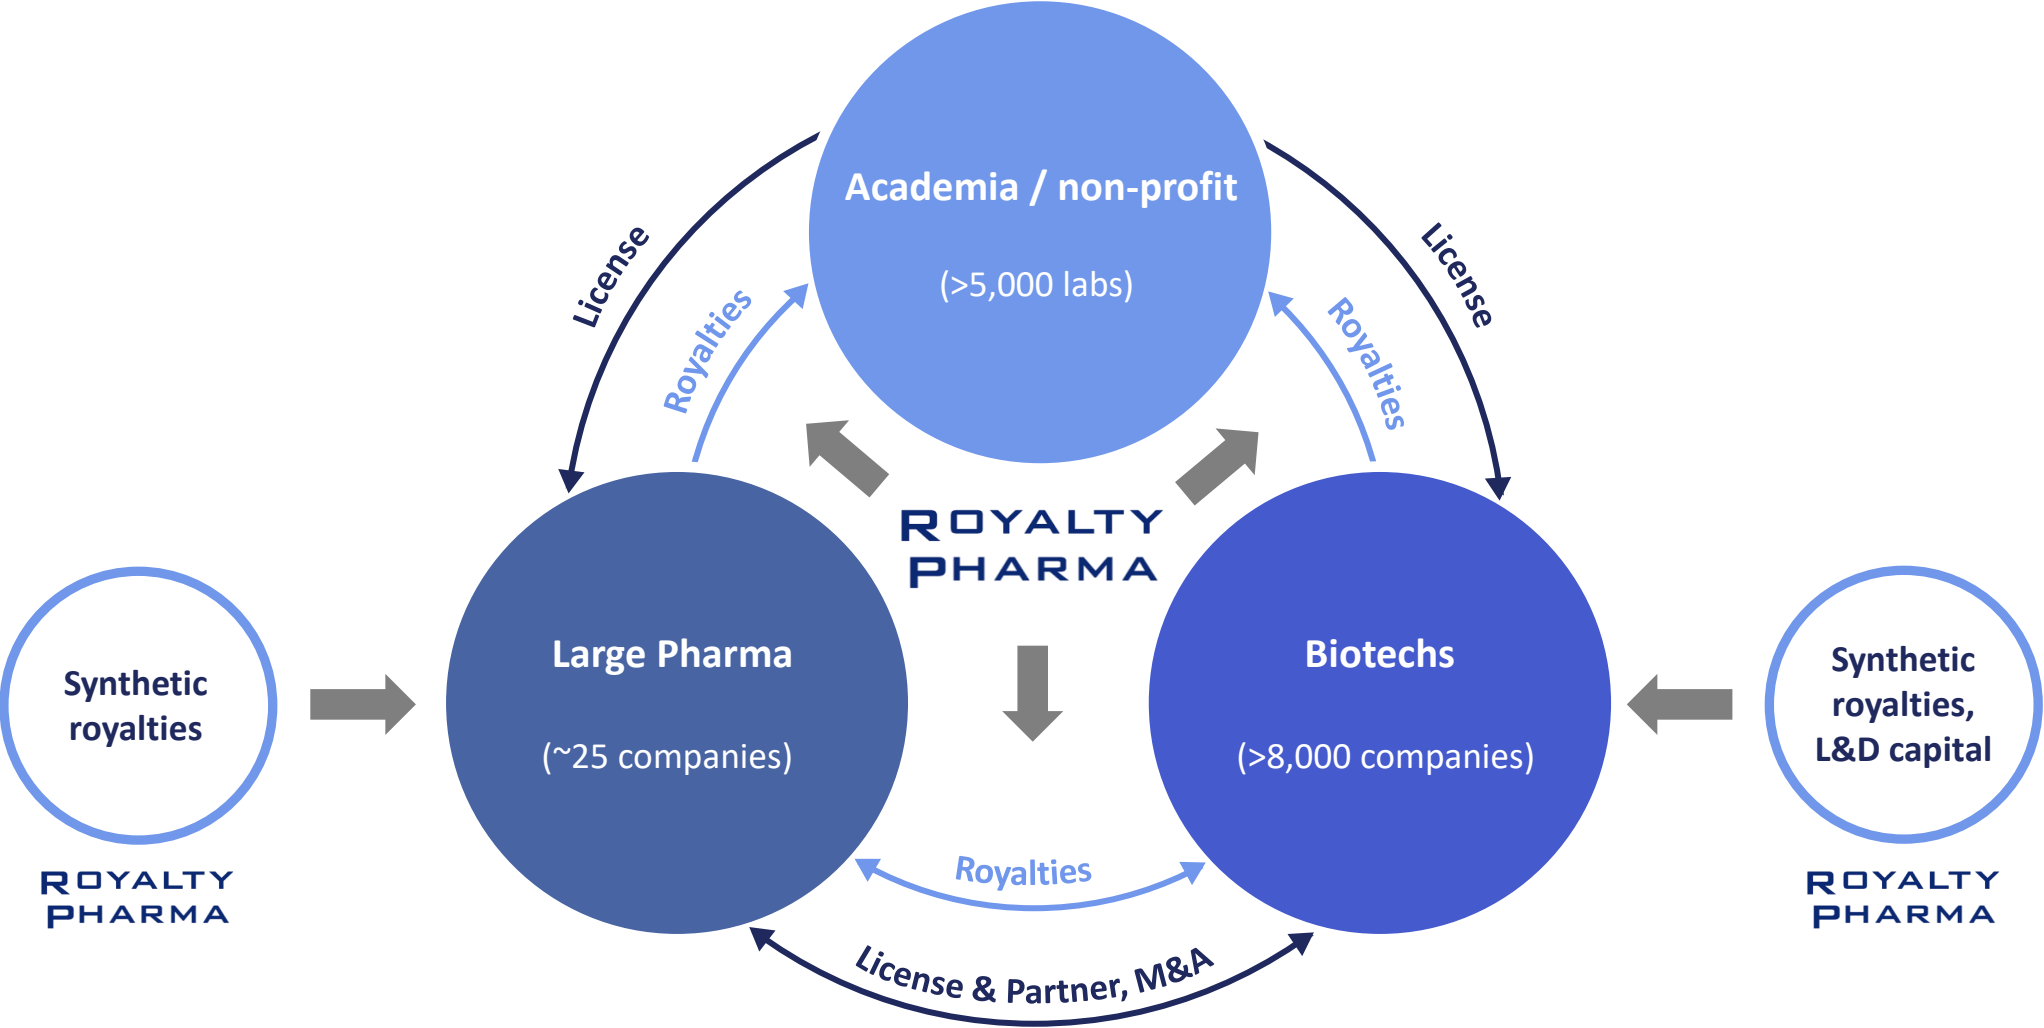 Academia / non-profit
(>5,000 labs)
License
Royalties
License
Royalties
ROYALTY
PHARMA
Large Pharma
(~25 companies)
Biotechs
(>8,000 companies)
Synthetic
royalties
ROYALTY
PHARMA
Synthetic
royalties,
L&D capital
ROYALTY
PHARMA
Royalties
License & Partner, M&A